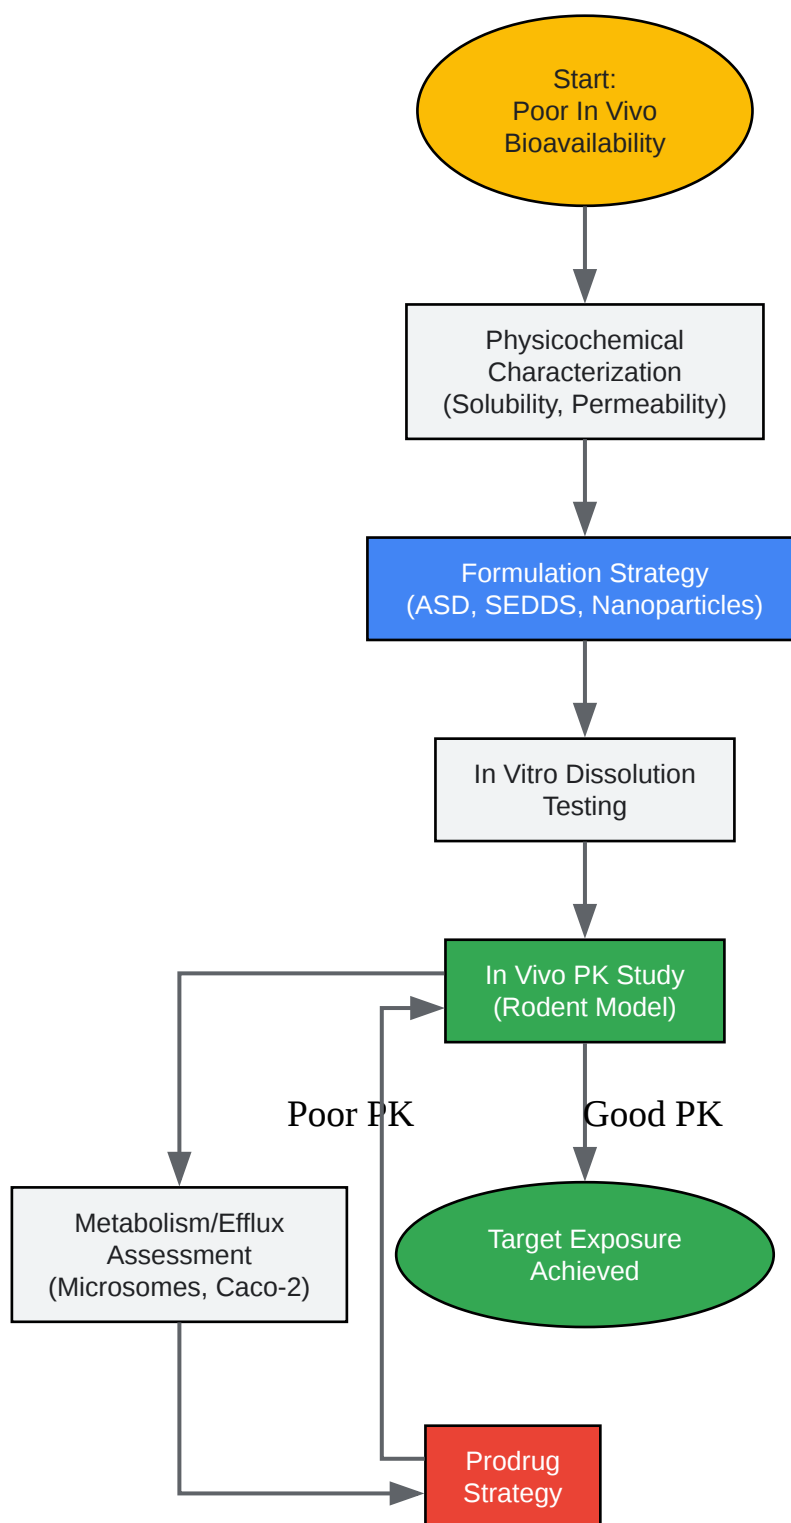 Start:
Poor In Vivo
Bioavailability
Physicochemical
Characterization
(Solubility, Permeability)
Formulation Strategy
(ASD, SEDDS, Nanoparticles)
In Vitro Dissolution
Testing
In Vivo PK Study
(Rodent Model)
Poor PK
Good PK
Metabolism/Efflux
Assessment
(Microsomes, Caco-2)
Target Exposure
Achieved
Prodrug
Strategy